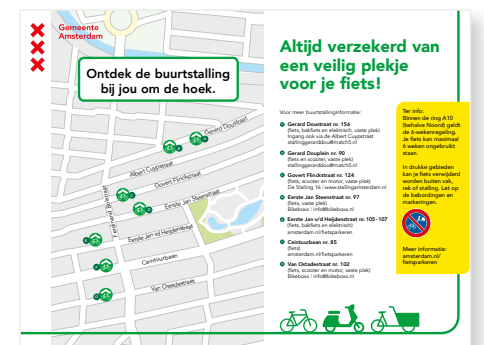 Gemeente
Amsterdam
Ontdek de buurtstalling
bij jou om de hoek.
Gerard Doustraat
Albert Cuypstraat
Govert Flinckstraat
Eerste Jan Steenstraat
Eerste Jan vd Heijdenstraat
Ceintuurbaan
Van Ostadestraat
Altijd verzekerd van
een veilig plekje
voor je fiets!
Voor meer buurtstallinginformatie:
Gerard Doustraat nr. 156
(fiets, bakfiets en elektrisch, vaste plek)
Ingang ook via de Albert Cuypstraat
stallinggerarddou@match5.nl
Gerard Douplein nr. 90
(fiets en scooter, vaste plek)
stallinggerarddou@match5.nl
Govert Flinckstraat nr. 124
(fiets, scooter en motor, vaste plek)
De Stalling 16 | www.stallingamsterdam.nl
Eerste Jan Steenstraat nr. 97
(fiets, vaste plek)
Bikeboxx | info@bikeboxx.nl
Eerste Jan v/d Heijdenstraat nr. 105 - 107
(fiets, bakfiets en elektrisch)
amsterdam.nl/fietsparkeren
Ceintuurbaan nr. 85
(fiets)
amsterdam.nl/fietsparkeren
Van Ostadestraat nr. 102
(fiets, scooter en motor, vaste plek)
Bikeboxx | info@bikeboxx.nl
Ter info:
Binnen de ring A10
(behalve Noord) geldt
de 6-wekenregeling.
Je fiets kan maximaal
6 weken ongebruikt
staan.
In drukke gebieden
kan je fiets verwijderd
worden buiten vak,
rek of stalling. Let op
de bebording en
markeringen.
Meer informatie:
amsterdam.nl/
fietsparkeren